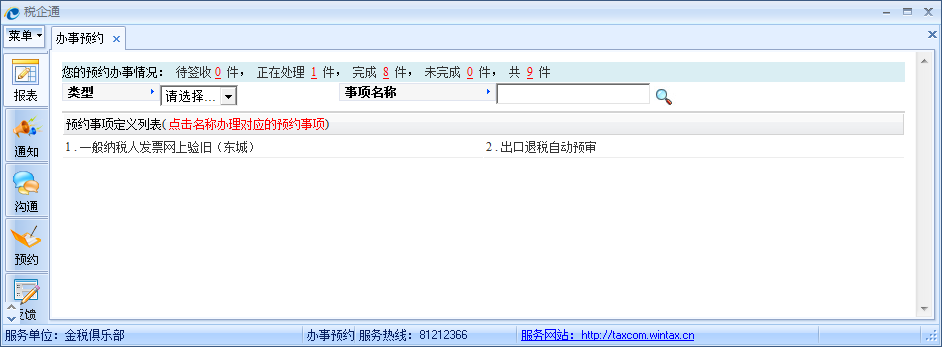 税企通
菜单
办事预约
您的预约办事情况： 待签收 0 件， 正在处理 1 件， 完成 8 件， 未完成 0 件， 共 9 件
类型 请选择... 事项名称
报表
预约事项定义列表(点击名称办理对应的预约事项)
1.一般纳税人发票网上验旧（东城） 2.出口退税自动预审
通知
沟通
预约
反馈
服务单位：金税俱乐部 办事预约 服务热线：81212366 服务网站：http://taxcom.wintax.cn